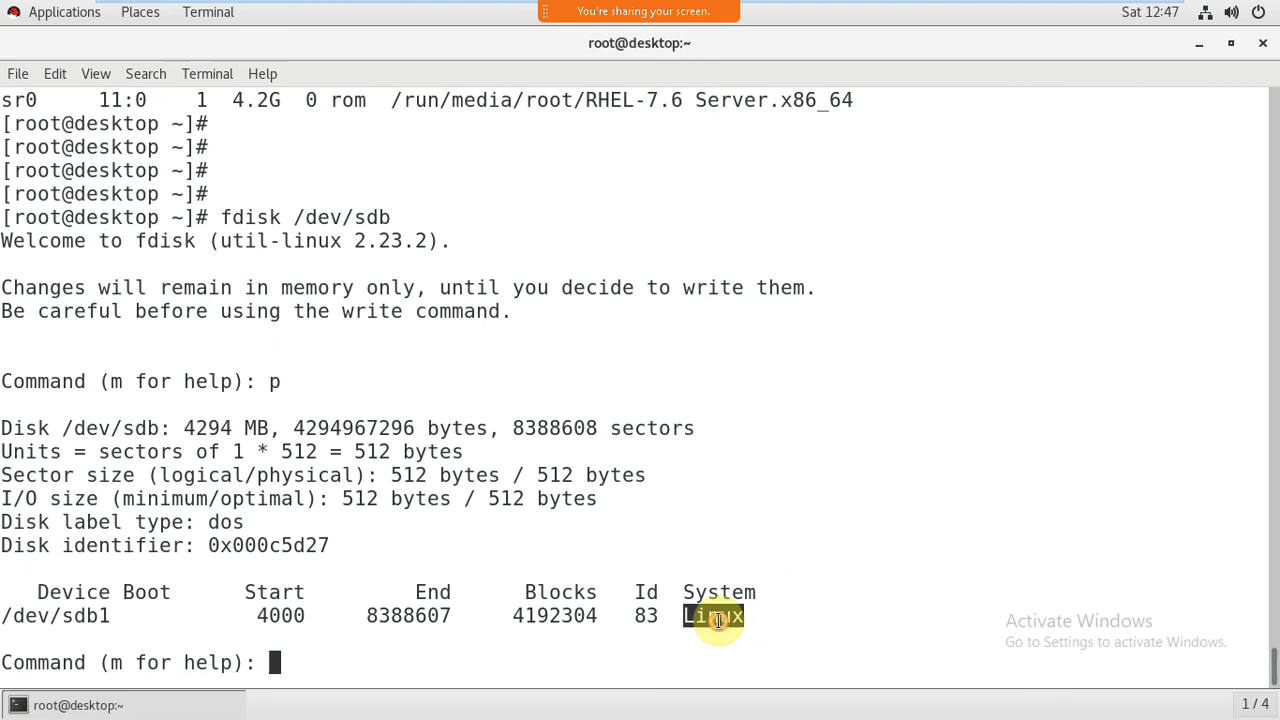 Applications Places Terminal You're sharing your screen. Sat 12:47
root@desktop:~
File Edit View Search Terminal Help
sr0 11:0 1 4.2G 0 rom /run/media/root/RHEL-7.6 Server.x86_64
[root@desktop ~]#
[root@desktop ~]#
[root@desktop ~]#
[root@desktop ~]#
[root@desktop ~]# fdisk /dev/sdb
Welcome to fdisk (util-linux 2.23.2).
Changes will remain in memory only, until you decide to write them.
Be careful before using the write command.
Command (m for help): p
Disk /dev/sdb: 4294 MB, 4294967296 bytes, 8388608 sectors
Units = sectors of 1 * 512 = 512 bytes
Sector size (logical/physical): 512 bytes / 512 bytes
I/O size (minimum/optimal): 512 bytes / 512 bytes
Disk label type: dos
Disk identifier: 0x000c5d27
Device Boot Start End Blocks Id System
/dev/sdb1 4000 8388607 4192304 83 Linux
Command (m for help):
Activate Windows
Go to Settings to activate Windows.
root@desktop:~ 1 / 4